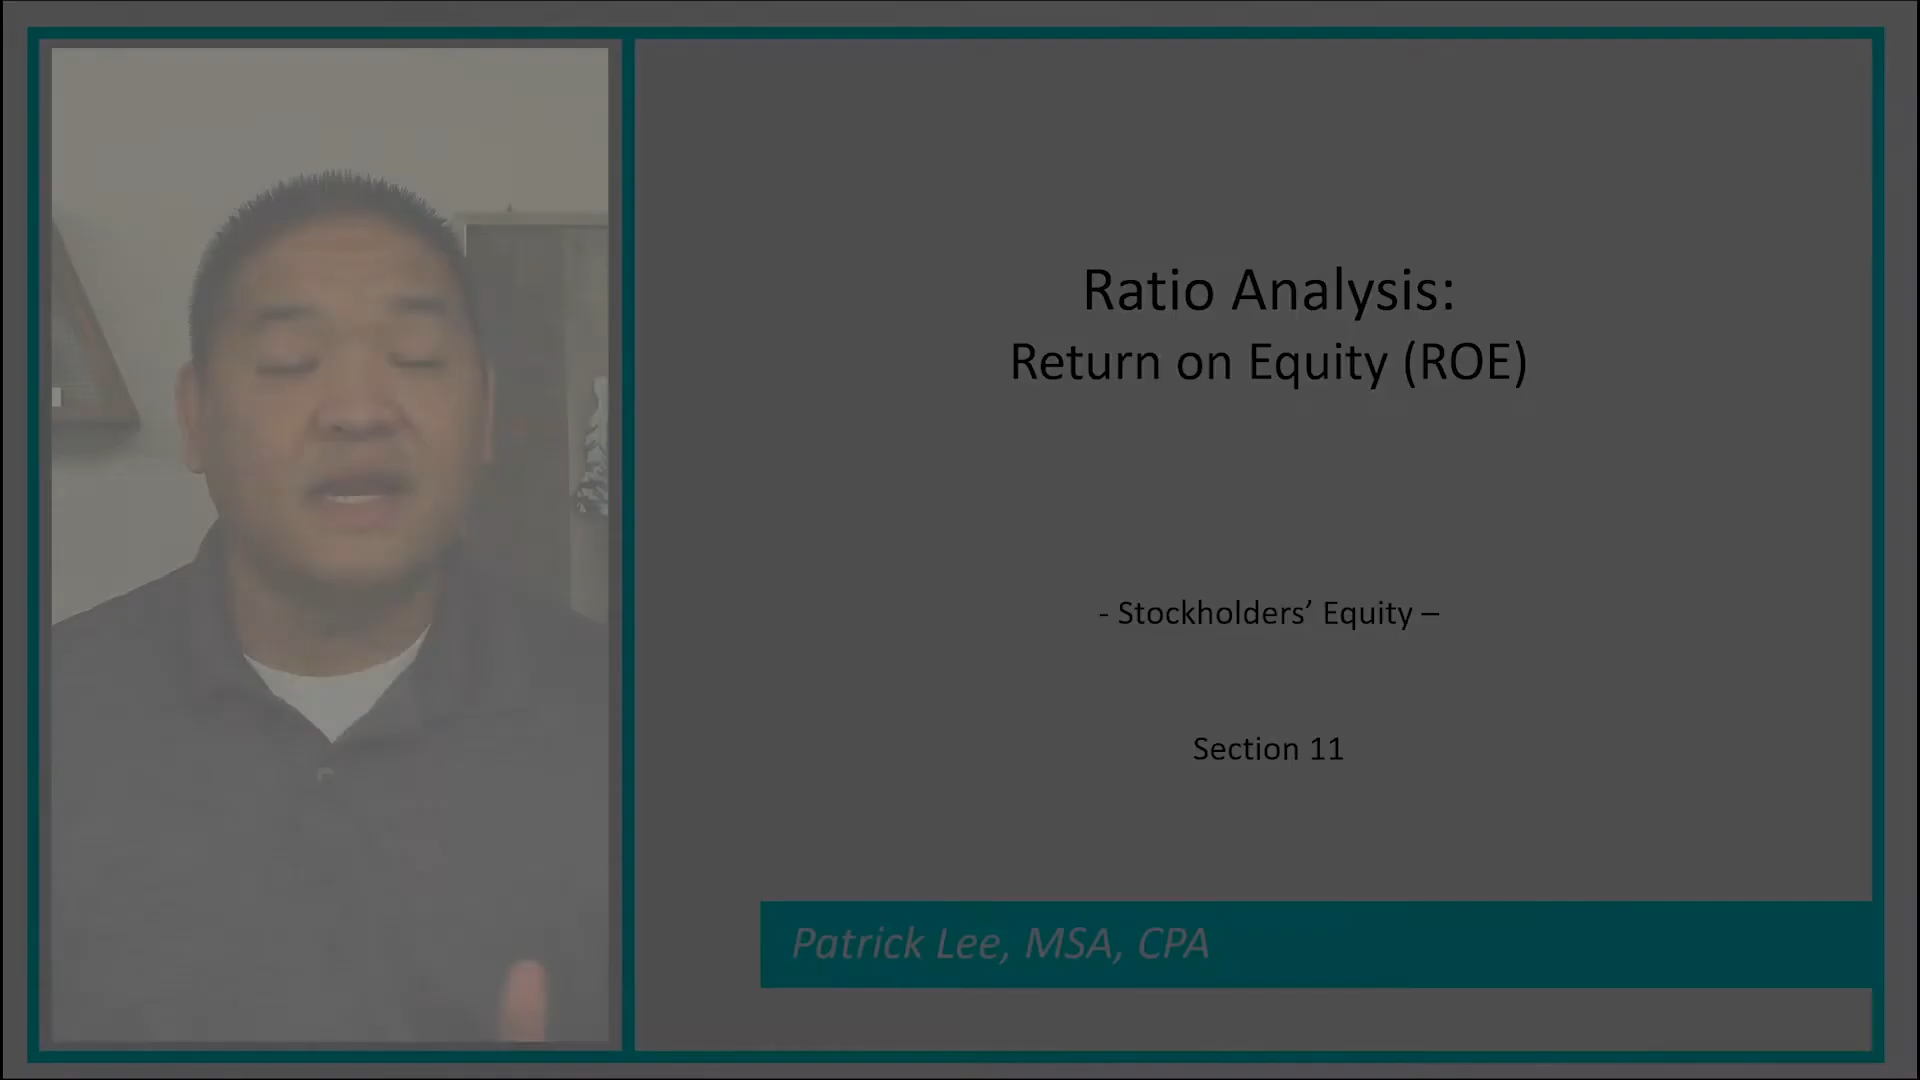 Ratio Analysis:
Return on Equity (ROE)
- Stockholders’ Equity –
Section 11
Patrick Lee, MSA, CPA